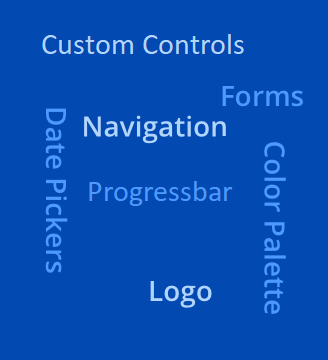 Custom Controls
Forms
Date Pickers
Navigation
Color Palette
Progressbar
Logo